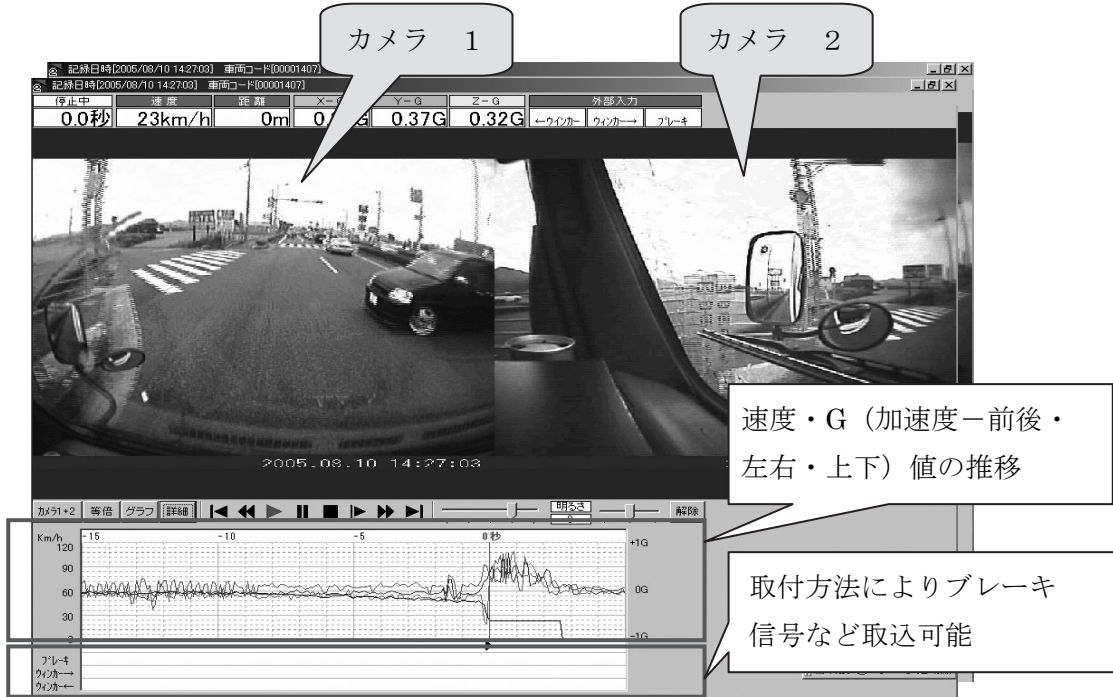 カメラ 1
カメラ 2
記録日時[2005/08/10 14:27:03] 車両コード[00001407]
記録日時[2005/08/10 14:27:03] 車両コード[00001407]
停止中 速度 距離 Y-G Z-G 外部入力
0.0秒 23km/h 0m 0.37G 0.32G ←ウインカー ウィンカー→ ブレーキ
2005.08.10 14:27:03
速度・G(加速度－前後・
左右・上下)値の推移
カメラ1+2 等倍 グラフ 詳細 明るさ 解除
Km/h -15 -10 -5 0秒 +1G
120
90
60 0G
30
0 -1G
取付方法によりブレーキ
信号など取込可能
ブレーキ
ウィンカー→
ウィンカー←